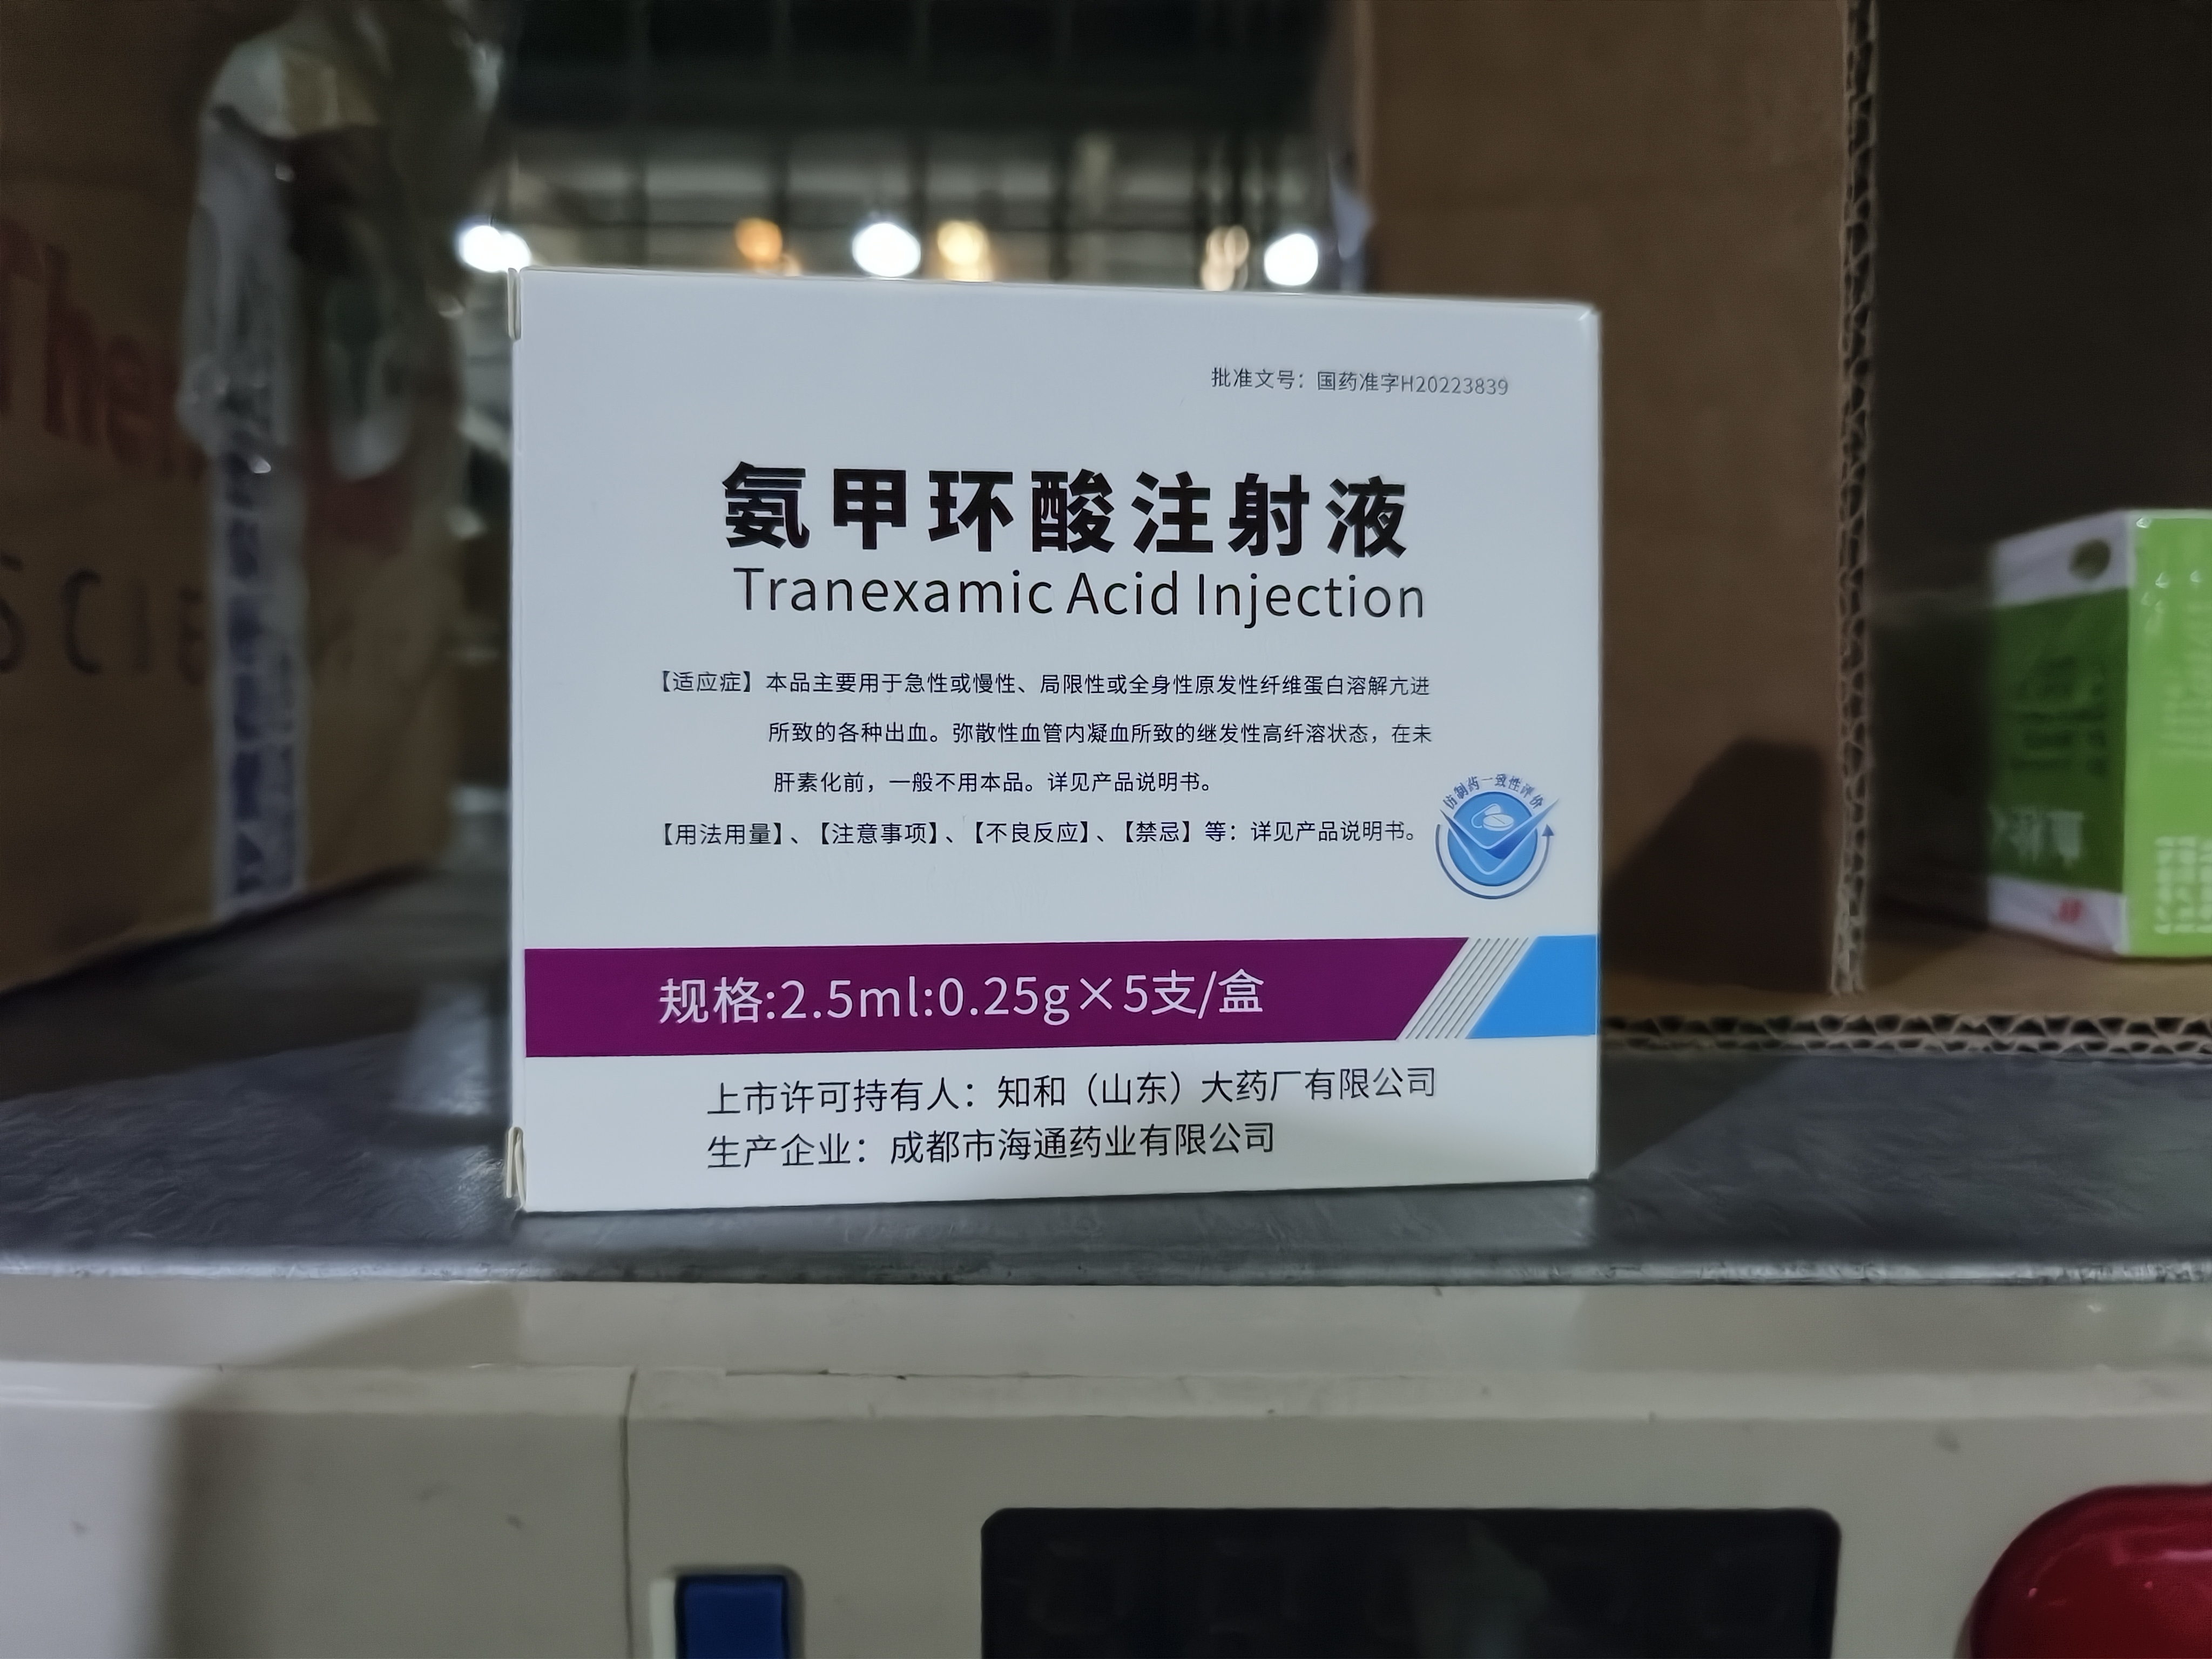 批准文号：国药准字H20223839
氨甲环酸注射液
Tranexamic Acid Injection
【适应症】本品主要用于急性或慢性、局限性或全身性原发性纤维蛋白溶解亢进
所致的各种出血。弥散性血管内凝血所致的继发性高纤溶状态，在未
肝素化前，一般不用本品。详见产品说明书。
仿制药一致性评价
【用法用量】、【注意事项】、【不良反应】、【禁忌】等：详见产品说明书。
规格:2.5ml:0.25g×5支/盒
上市许可持有人：知和（山东）大药厂有限公司
生产企业：成都市海通药业有限公司